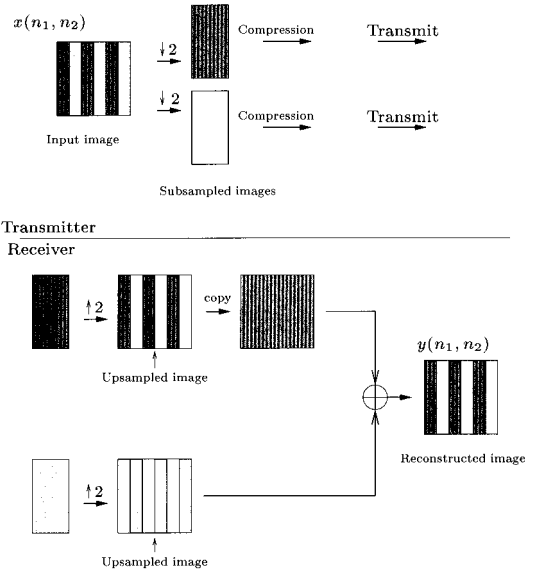 x(n₁, n₂)
↓2
Compression
Transmit
↓2
Compression
Transmit
Input image
Subsampled images
Transmitter
Receiver
↑2
copy
Upsampled image
y(n₁, n₂)
Reconstructed image
↑2
Upsampled image